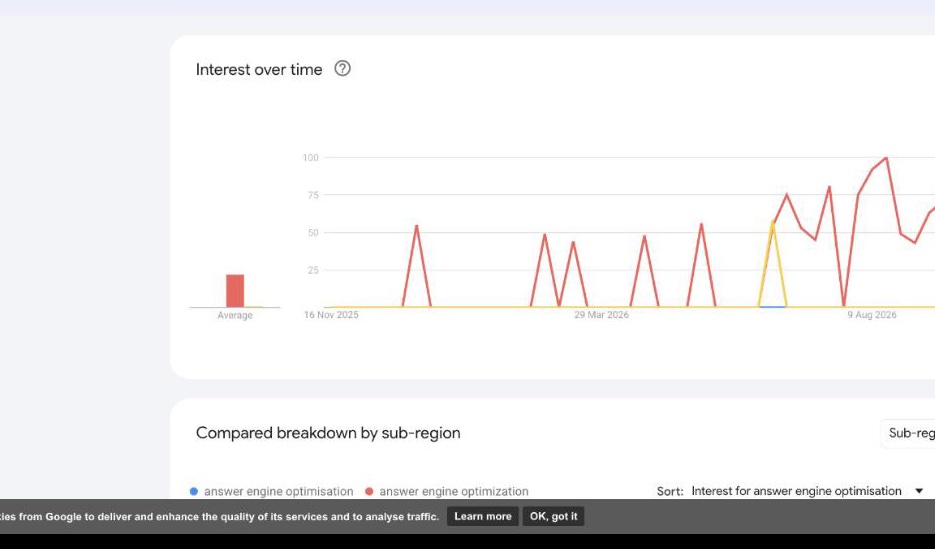 Interest over time ?
100
75
50
25
Average
16 Nov 2025 29 Mar 2026 9 Aug 2026
Compared breakdown by sub-region
Sub-reg
answer engine optimisation answer engine optimization
Sort: Interest for answer engine optimisation
ies from Google to deliver and enhance the quality of its services and to analyse traffic. Learn more OK, got it